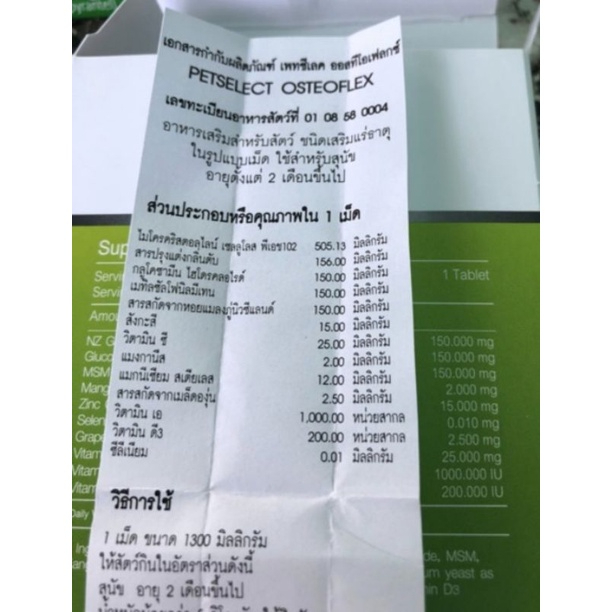 เอกสารกำกับผลิตภัณฑ์ เพทซีเลค ออสทีโอเฟลกซ์
PETSELECT OSTEOFLEX
เลขทะเบียนอาหารสัตว์ที่ 01 08 58 0004
อาหารเสริมสำหรับสัตว์ ชนิดเสริมแร่ธาตุ
ในรูปแบบเม็ด ใช้สำหรับสุนัข
อายุตั้งแต่ 2 เดือนขึ้นไป
ส่วนประกอบหรือคุณภาพใน 1 เม็ด
ไมโครคริสตอลไลน์ เซลลูโลส พีเอช102 505.13 มิลลิกรัม
สารปรุงแต่งกลิ่นตับ 156.00 มิลลิกรัม
กลูโคซามีน ไฮโดรคลอไรด์ 150.00 มิลลิกรัม
เมทิลซัลโฟนิลมีเทน 150.00 มิลลิกรัม
สารสกัดจากหอยแมลงภู่นิวซีแลนด์ 150.00 มิลลิกรัม
สังกะสี 15.00 มิลลิกรัม
วิตามิน ซี 25.00 มิลลิกรัม
แมงกานีส 2.00 มิลลิกรัม
แมกนีเซียม สเตียเลส 12.00 มิลลิกรัม
สารสกัดจากเมล็ดองุ่น 2.50 มิลลิกรัม
วิตามิน เอ 1,000.00 หน่วยสากล
วิตามิน ดี3 200.00 หน่วยสากล
ซีลีเนียม 0.01 มิลลิกรัม
วิธีการใช้
1 เม็ด ขนาด 1300 มิลลิกรัม
ให้สัตว์กินในอัตราส่วนดังนี้
สุนัข อายุ 2 เดือนขึ้นไป
Sup
Servin
Servi
Amou
NZ G
Gluco
MSM
Mang
Zinc
Selen
Grape
Vitam
Vitam
Vitam
Daily
1 Tablet
150.000 mg
150.000 mg
150.000 mg
2.000 mg
15.000 mg
0.010 mg
2.500 mg
25.000 mg
1000.000 IU
200.000 IU
de, MSM,
um yeast as
in D3